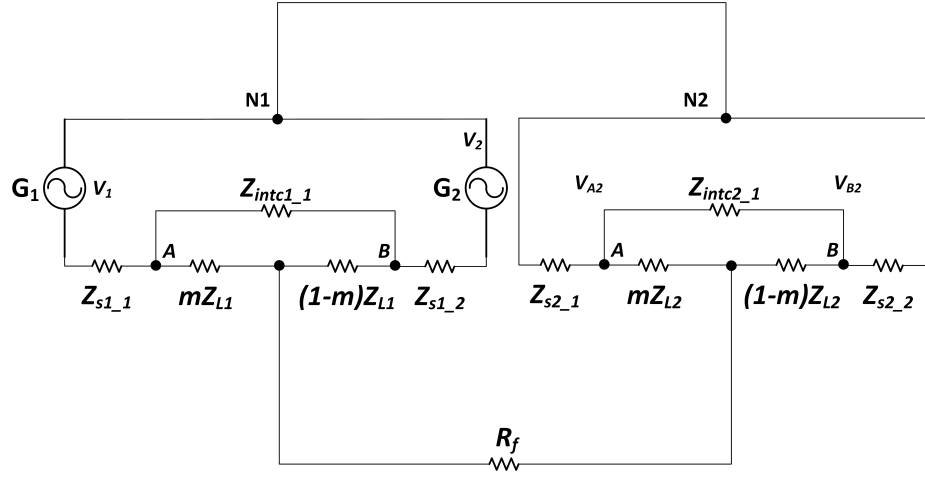 N1 N2
V2
G1 V1 Zintc1_1 G2 VA2 Zintc2_1 VB2
A B A B
Zs1_1 mZL1 (1-m)ZL1 Zs1_2 Zs2_1 mZL2 (1-m)ZL2 Zs2_2
Rf